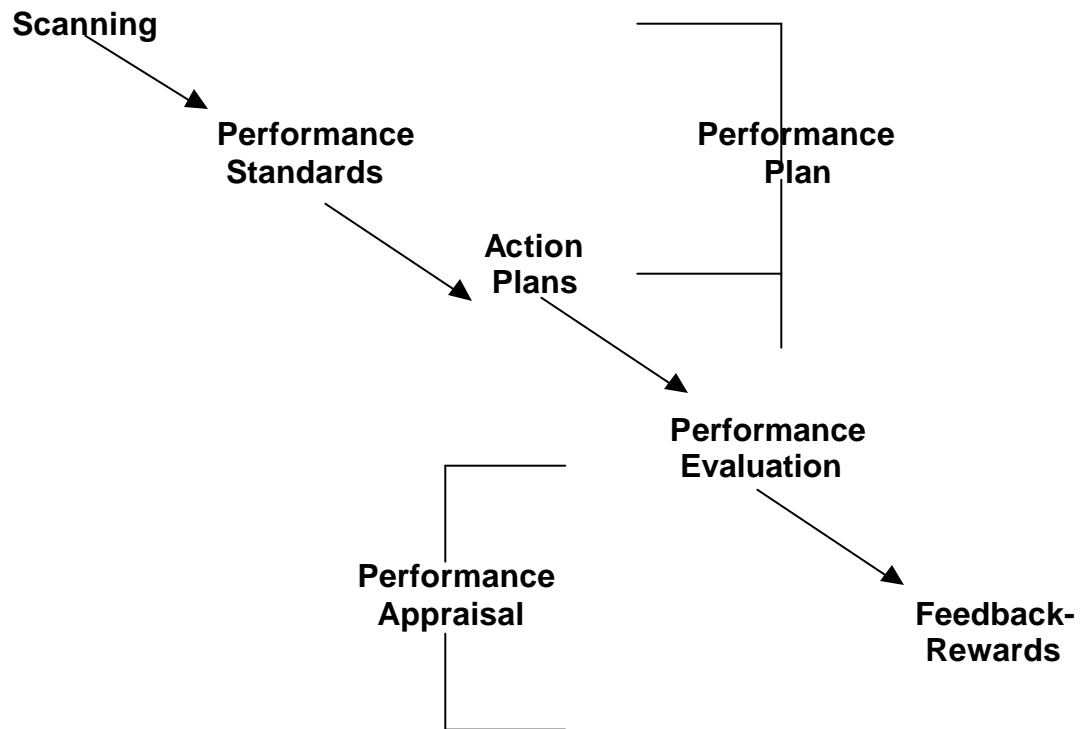 Scanning
Performance
Standards
Performance
Plan
Action
Plans
Performance
Evaluation
Performance
Appraisal
Feedback-
Rewards